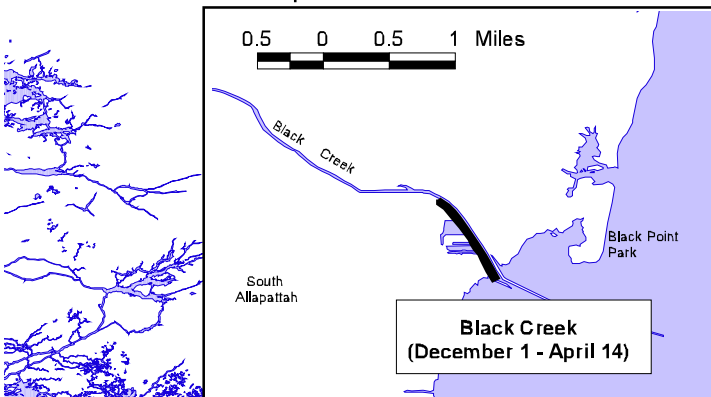 0.5 0 0.5 1 Miles
Black Creek
Black Point
Park
South
Allapattah
Black Creek
(December 1 - April 14)